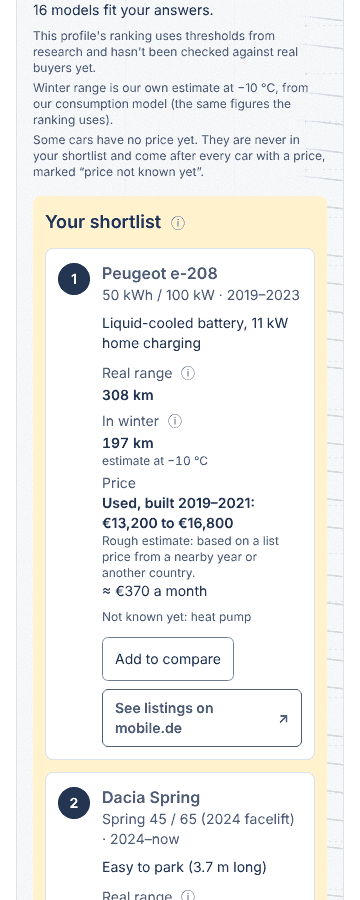 16 models fit your answers.
This profile's ranking uses thresholds from
research and hasn't been checked against real
buyers yet.
Winter range is our own estimate at −10 °C, from
our consumption model (the same figures the
ranking uses).
Some cars have no price yet. They are never in
your shortlist and come after every car with a price,
marked “price not known yet”.
Your shortlist ⓘ
1
Peugeot e-208
50 kWh / 100 kW · 2019–2023
Liquid-cooled battery, 11 kW
home charging
Real range ⓘ
308 km
In winter ⓘ
197 km
estimate at −10 °C
Price
Used, built 2019–2021:
€13,200 to €16,800
Rough estimate: based on a list
price from a nearby year or
another country.
≈ €370 a month
Not known yet: heat pump
Add to compare
See listings on
mobile.de
2
Dacia Spring
Spring 45 / 65 (2024 facelift)
· 2024–now
Easy to park (3.7 m long)
Real range ⓘ